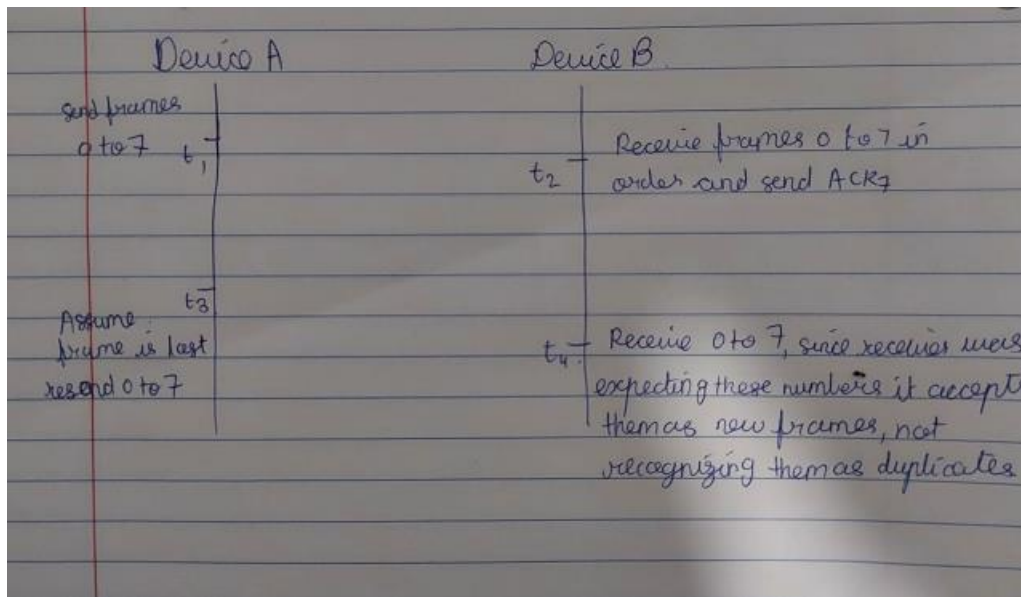 Device A
Device B.
send frames
0 to 7
t1
Receive frames 0 to 7 in
order and send ACK7
t2
t3
Assume
frame is last
resend 0 to 7
t4
Receive 0 to 7, since receiver was
expecting these numbers it accept
them as new frames, not
recognizing them as duplicates